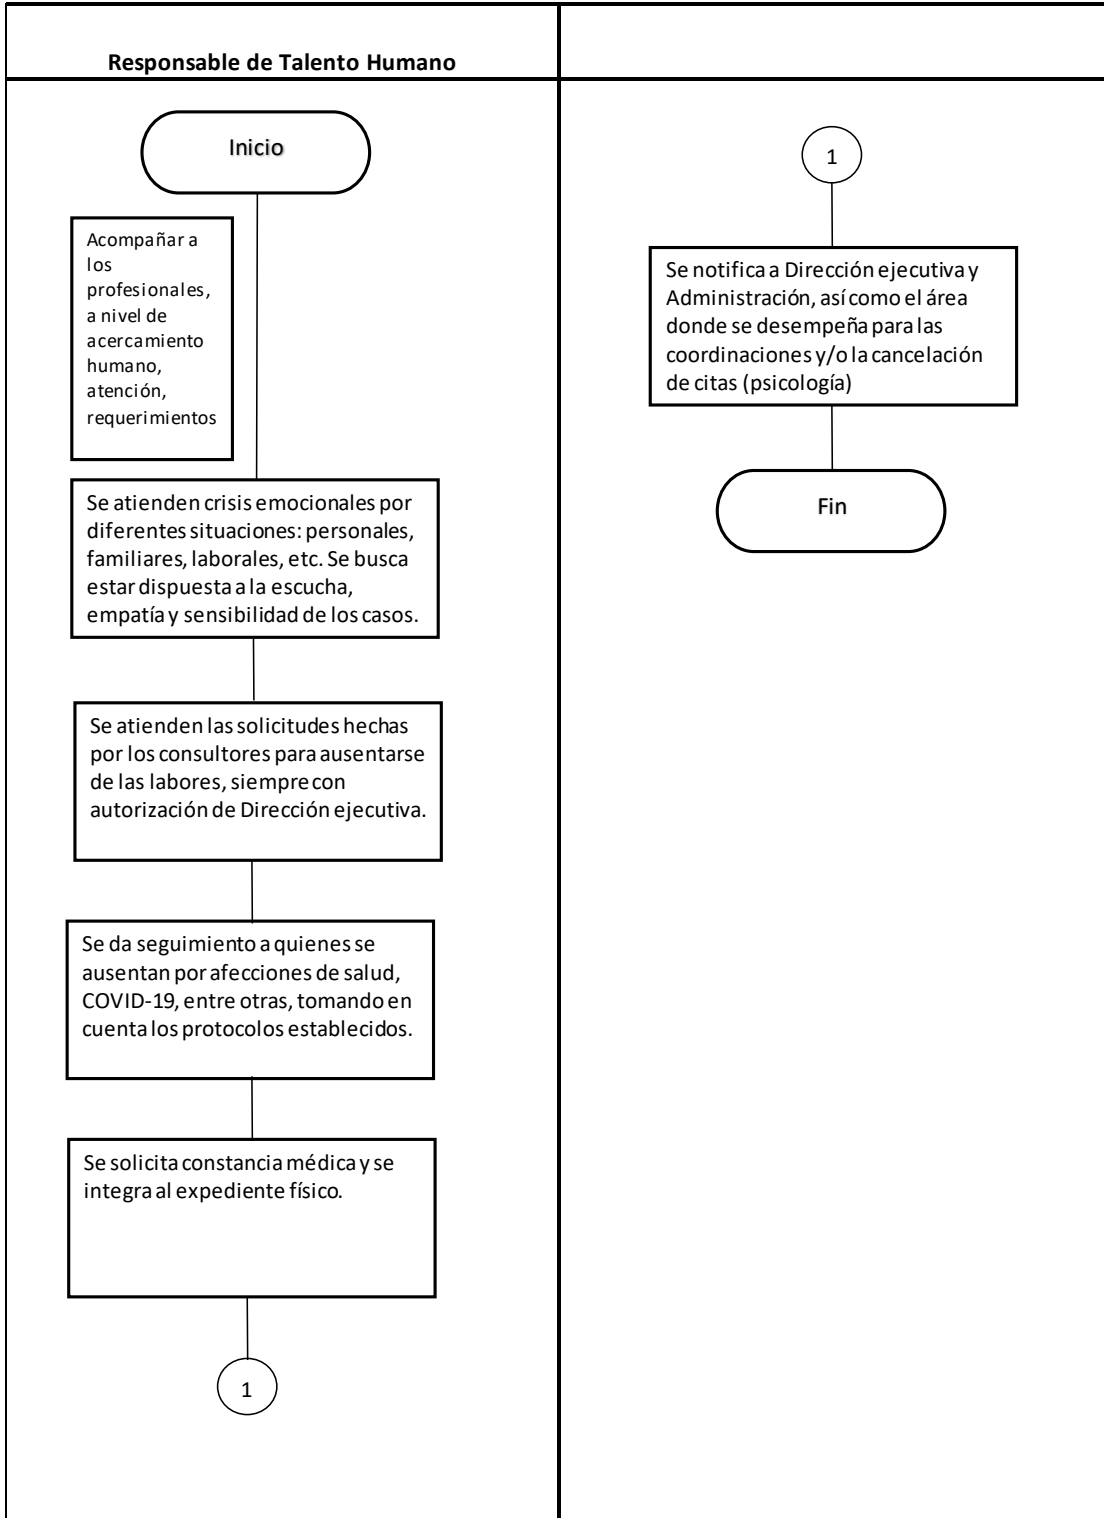 Responsable de Talento Humano
Inicio
Acompañar a
los
profesionales,
a nivel de
acercamiento
humano,
atención,
requerimientos
Se atienden crisis emocionales por
diferentes situaciones: personales,
familiares, laborales, etc. Se busca
estar dispuesta a la escucha,
empatía y sensibilidad de los casos.
Se atienden las solicitudes hechas
por los consultores para ausentarse
de las labores, siempre con
autorización de Dirección ejecutiva.
Se da seguimiento a quienes se
ausentan por afecciones de salud,
COVID-19, entre otras, tomando en
cuenta los protocolos establecidos.
Se solicita constancia médica y se
integra al expediente físico.
1
1
Se notifica a Dirección ejecutiva y
Administración, así como el área
donde se desempeña para las
coordinaciones y/o la cancelación
de citas (psicología)
Fin